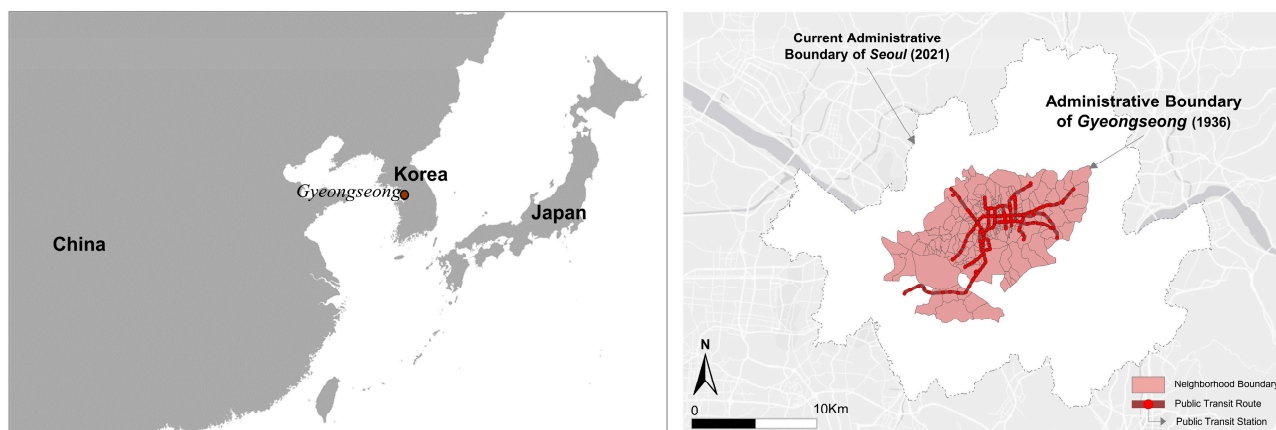 Korea
Gyeongseong
Japan
China
Current Administrative
Boundary of Seoul (2021)
Administrative Boundary
of Gyeongseong (1936)
N
0 10Km
Neighborhood Boundary
Public Transit Route
Public Transit Station